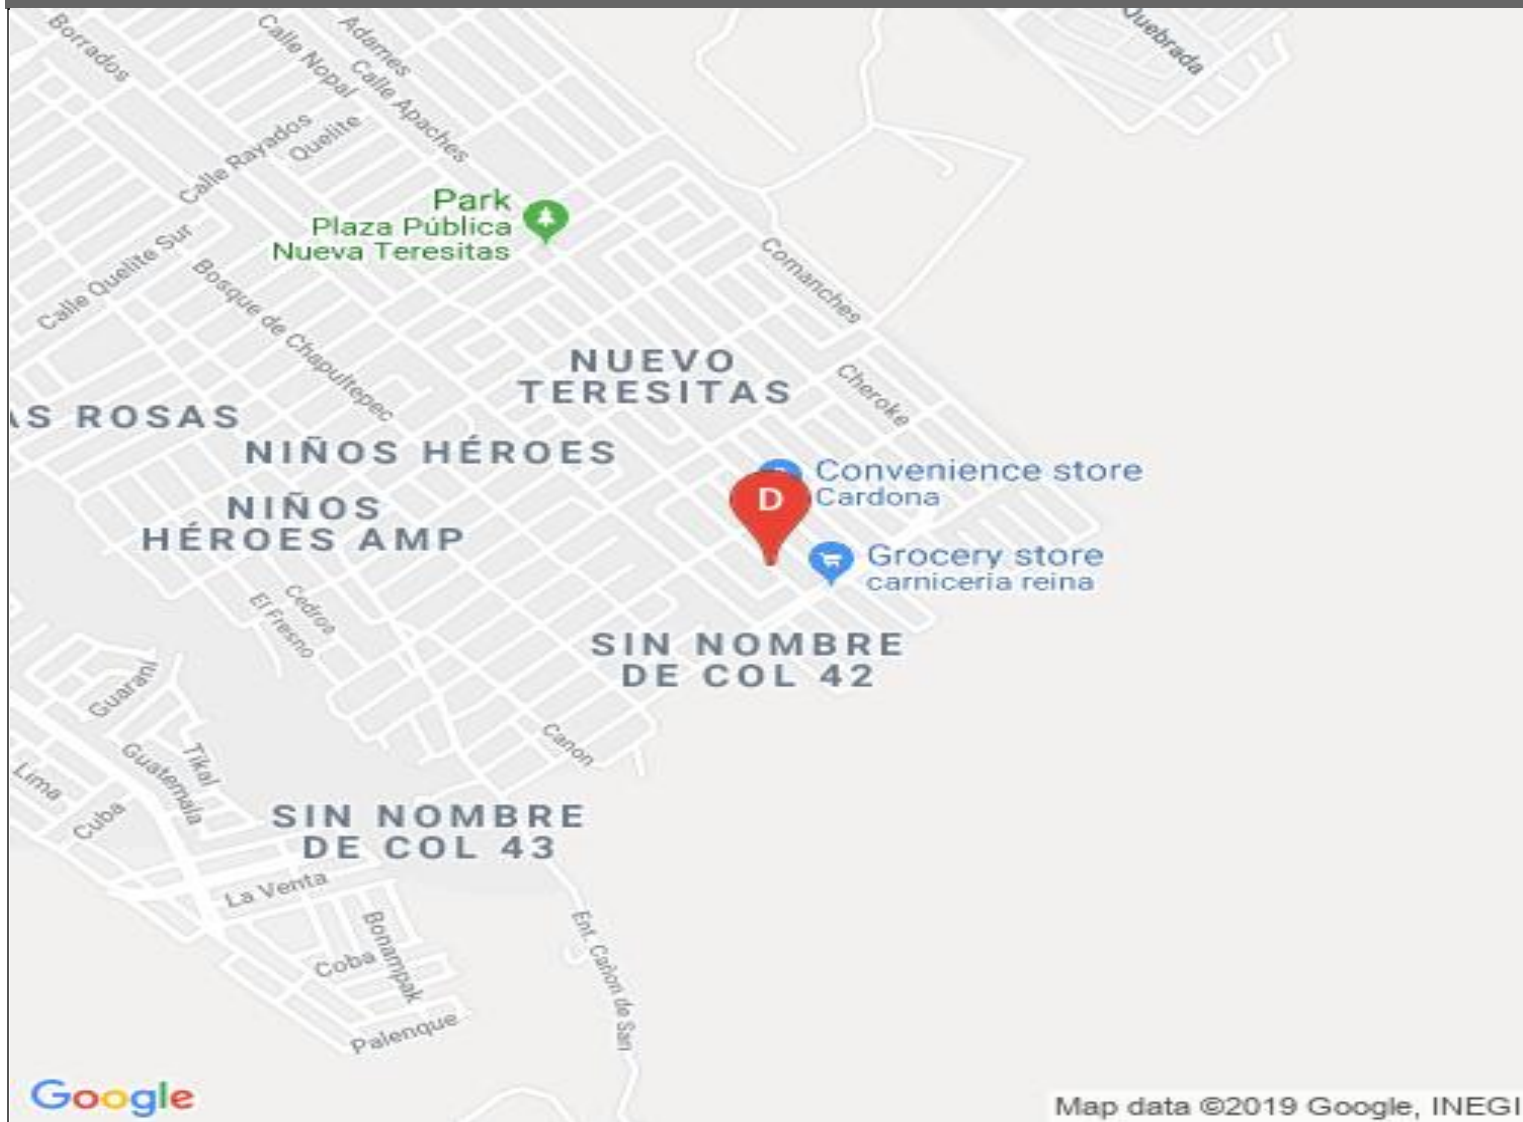 Borrados
Calle Nopal
Adames
Calle Apaches
Quebrada
Calle Rayados
Quelite
Park
Plaza Pública
Nueva Teresitas
Calle Quelite Sur
Bosque de Chapultepec
Comanches
NUEVO
TERESITAS
Cheroke
AS ROSAS
NIÑOS HÉROES
NIÑOS
HÉROES AMP
Convenience store
Cardona
D
Grocery store
carniceria reina
Cedros
El Fresno
SIN NOMBRE
DE COL 42
Guarani
Canon
Tikal
Guatemala
Lima
Cuba
SIN NOMBRE
DE COL 43
La Venta
Bonampak
Coba
Ent. Cañon de San
Palenque
Google
Map data ©2019 Google, INEGI